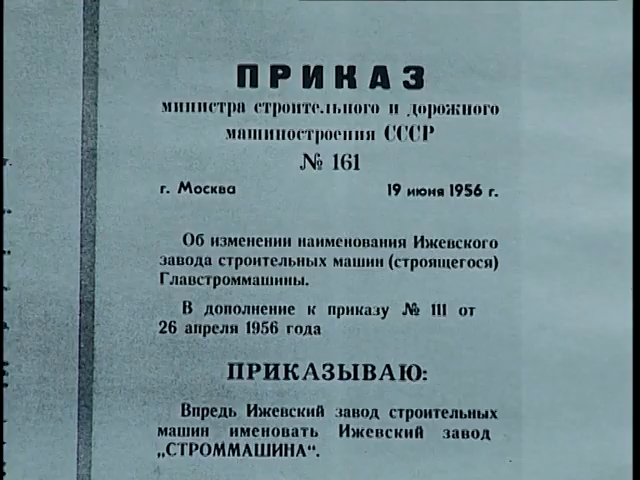 ПРИКАЗ
министра строительного и дорожного
машиностроения СССР
№ 161
г. Москва 19 июня 1956 г.
Об изменении наименования Ижевского
завода строительных машин (строящегося)
Главстроммашины.
В дополнение к приказу № 111 от
26 апреля 1956 года
ПРИКАЗЫВАЮ:
Впредь Ижевский завод строительных
машин именовать Ижевский завод
„СТРОММАШИНА“.